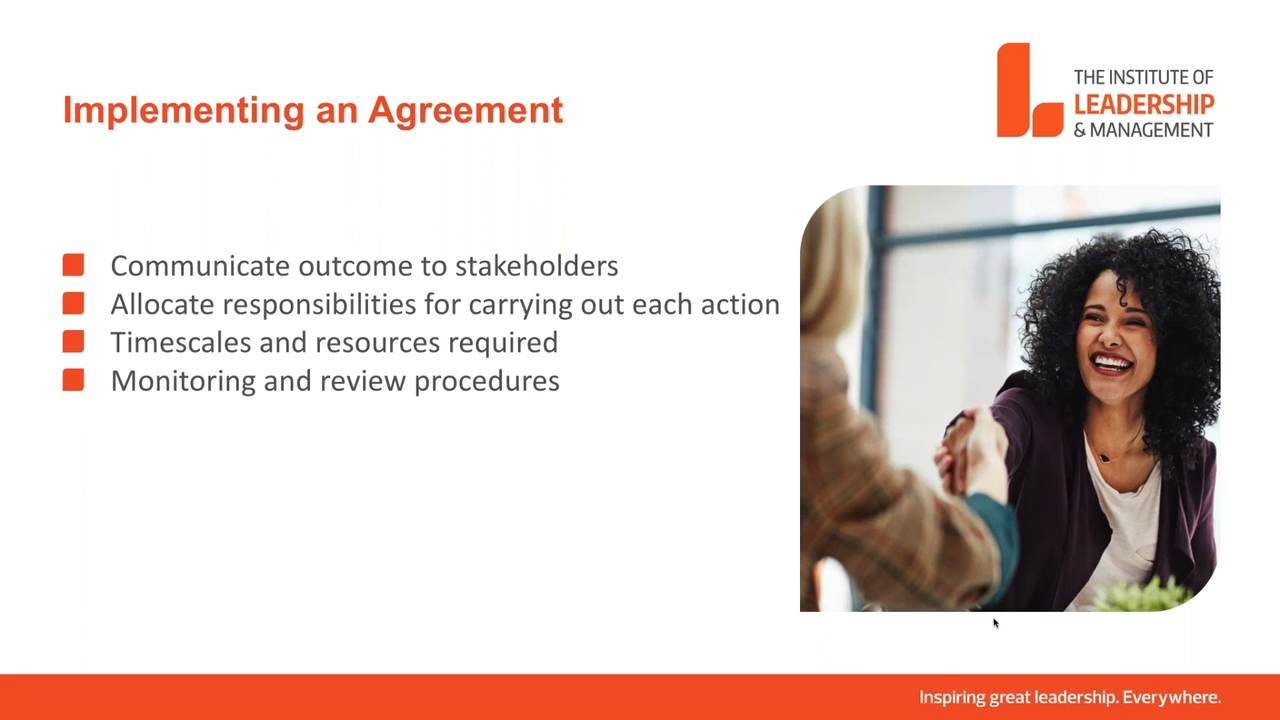 Implementing an Agreement
THE INSTITUTE OF
LEADERSHIP
& MANAGEMENT
Communicate outcome to stakeholders
Allocate responsibilities for carrying out each action
Timescales and resources required
Monitoring and review procedures
Inspiring great leadership. Everywhere.